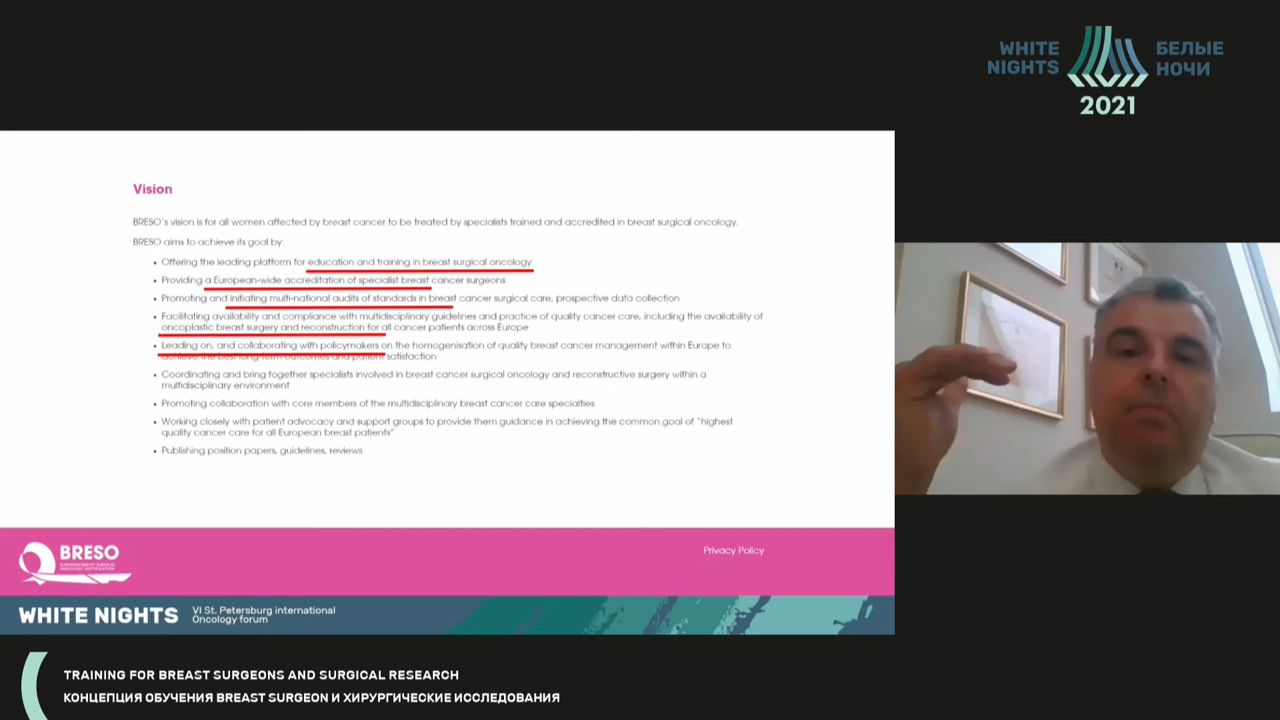 WHITE NIGHTS
БЕЛЫЕ НОЧИ
2021
Vision
BRESO's vision is for all women affected by breast cancer to be treated by specialists trained and accredited in breast surgical oncology.
BRESO aims to achieve its goal by:
• Offering the leading platform for education and training in breast surgical oncology
• Providing a European-wide accreditation of specialist breast cancer surgeons
• Promoting and initiating multi-national audits of standards in breast cancer surgical care, prospective data collection
• Facilitating availability and compliance with multidisciplinary guidelines and practice of quality cancer care, including the availability of
oncoplastic breast surgery and reconstruction for all cancer patients across Europe
• Leading on, and collaborating with policymakers on the homogenisation of quality breast cancer management within Europe to
achieve the best long term outcomes and patient satisfaction
• Coordinating and bring together specialists involved in breast cancer surgical oncology and reconstructive surgery within a
multidisciplinary environment
• Promoting collaboration with core members of the multidisciplinary breast cancer care specialties
• Working closely with patient advocacy and support groups to provide them guidance in achieving the common goal of "highest
quality cancer care for all European breast patients"
• Publishing position papers, guidelines, reviews
BRESO
EUROPEAN BREAST SURGICAL
ONCOLOGY CERTIFICATION
Privacy Policy
WHITE NIGHTS
VI St. Petersburg international
Oncology forum
TRAINING FOR BREAST SURGEONS AND SURGICAL RESEARCH
КОНЦЕПЦИЯ ОБУЧЕНИЯ BREAST SURGEON И ХИРУРГИЧЕСКИЕ ИССЛЕДОВАНИЯ